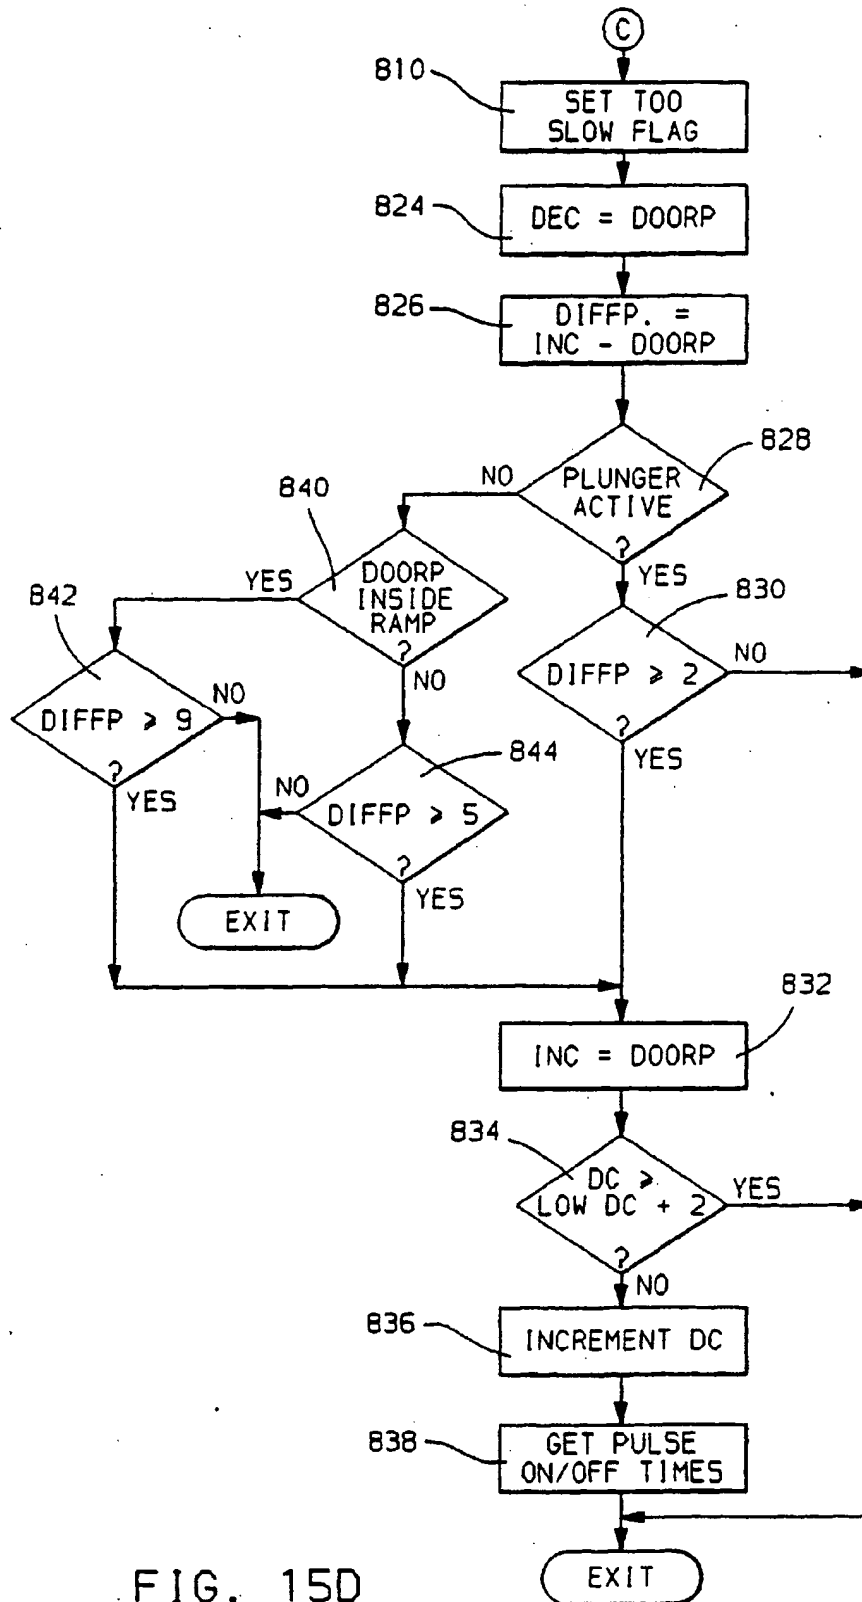 C
810
SET TOO
SLOW FLAG
824
DEC = DOORP
826
DIFFP. =
INC - DOORP
828
PLUNGER
ACTIVE
?
NO
YES
840
DOORP
INSIDE
RAMP
?
YES
NO
830
DIFFP ⩾ 2
?
NO
YES
842
DIFFP ⩾ 9
?
NO
YES
844
DIFFP ⩾ 5
?
NO
YES
EXIT
832
INC = DOORP
834
DC ⩾
LOW DC + 2
?
YES
NO
836
INCREMENT DC
838
GET PULSE
ON/OFF TIMES
EXIT
FIG. 15D